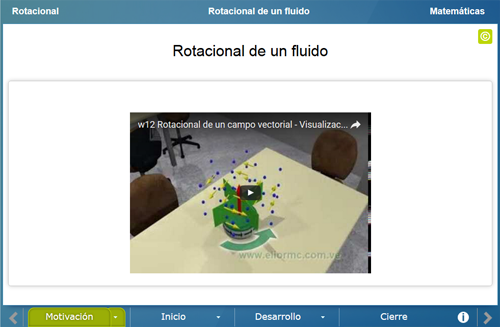 Rotacional
Rotacional de un fluido
Matemáticas
Rotacional de un fluido
w12 Rotacional de un campo vectorial - Visualizac...
www.eliormc.com.ve
Motivación
Inicio
Desarrollo
Cierre